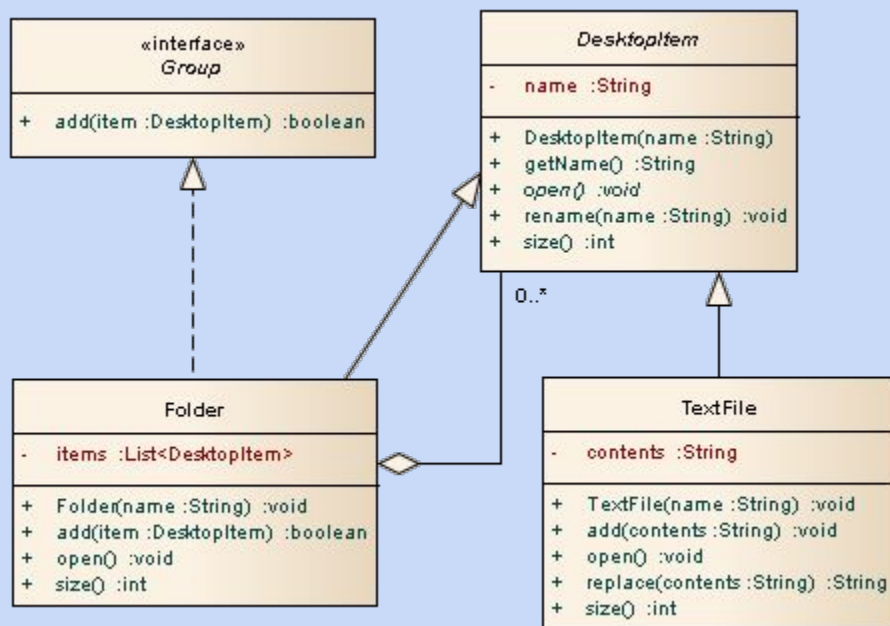 «interface»
Group
+ add(item :DesktopItem) :boolean
DesktopItem
- name :String
+ DesktopItem(name :String)
+ getName() :String
+ open() :void
+ rename(name :String) :void
+ size() :int
0..*
Folder
- items :List<DesktopItem>
+ Folder(name :String) :void
+ add(item :DesktopItem) :boolean
+ open() :void
+ size() :int
TextFile
- contents :String
+ TextFile(name :String) :void
+ add(contents :String) :void
+ open() :void
+ replace(contents :String) :String
+ size() :int